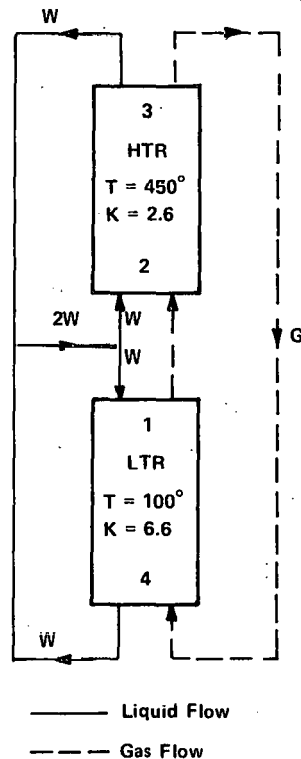 W
3
HTR
T = 450°
K = 2.6
2
2W
W
W
G
1
LTR
T = 100°
K = 6.6
4
W
Liquid Flow
Gas Flow